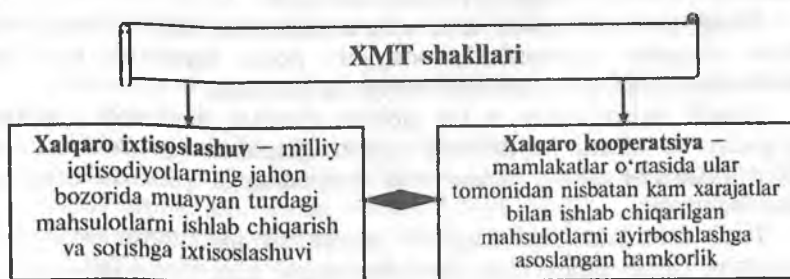 XMT shakllari
Xalqaro ixtisoslashuv – milliy
iqtisodiyotlarning jahon
bozorida muayyan turdagi
mahsulotlarni ishlab chiqarish
va sotishga ixtisoslashuvi
Xalqaro kooperatsiya –
mamlakatlar o‘rtasida ular
tomonidan nisbatan kam xarajatlar
bilan ishlab chiqarilgan
mahsulotlarni ayirboshlashga
asoslangan hamkorlik